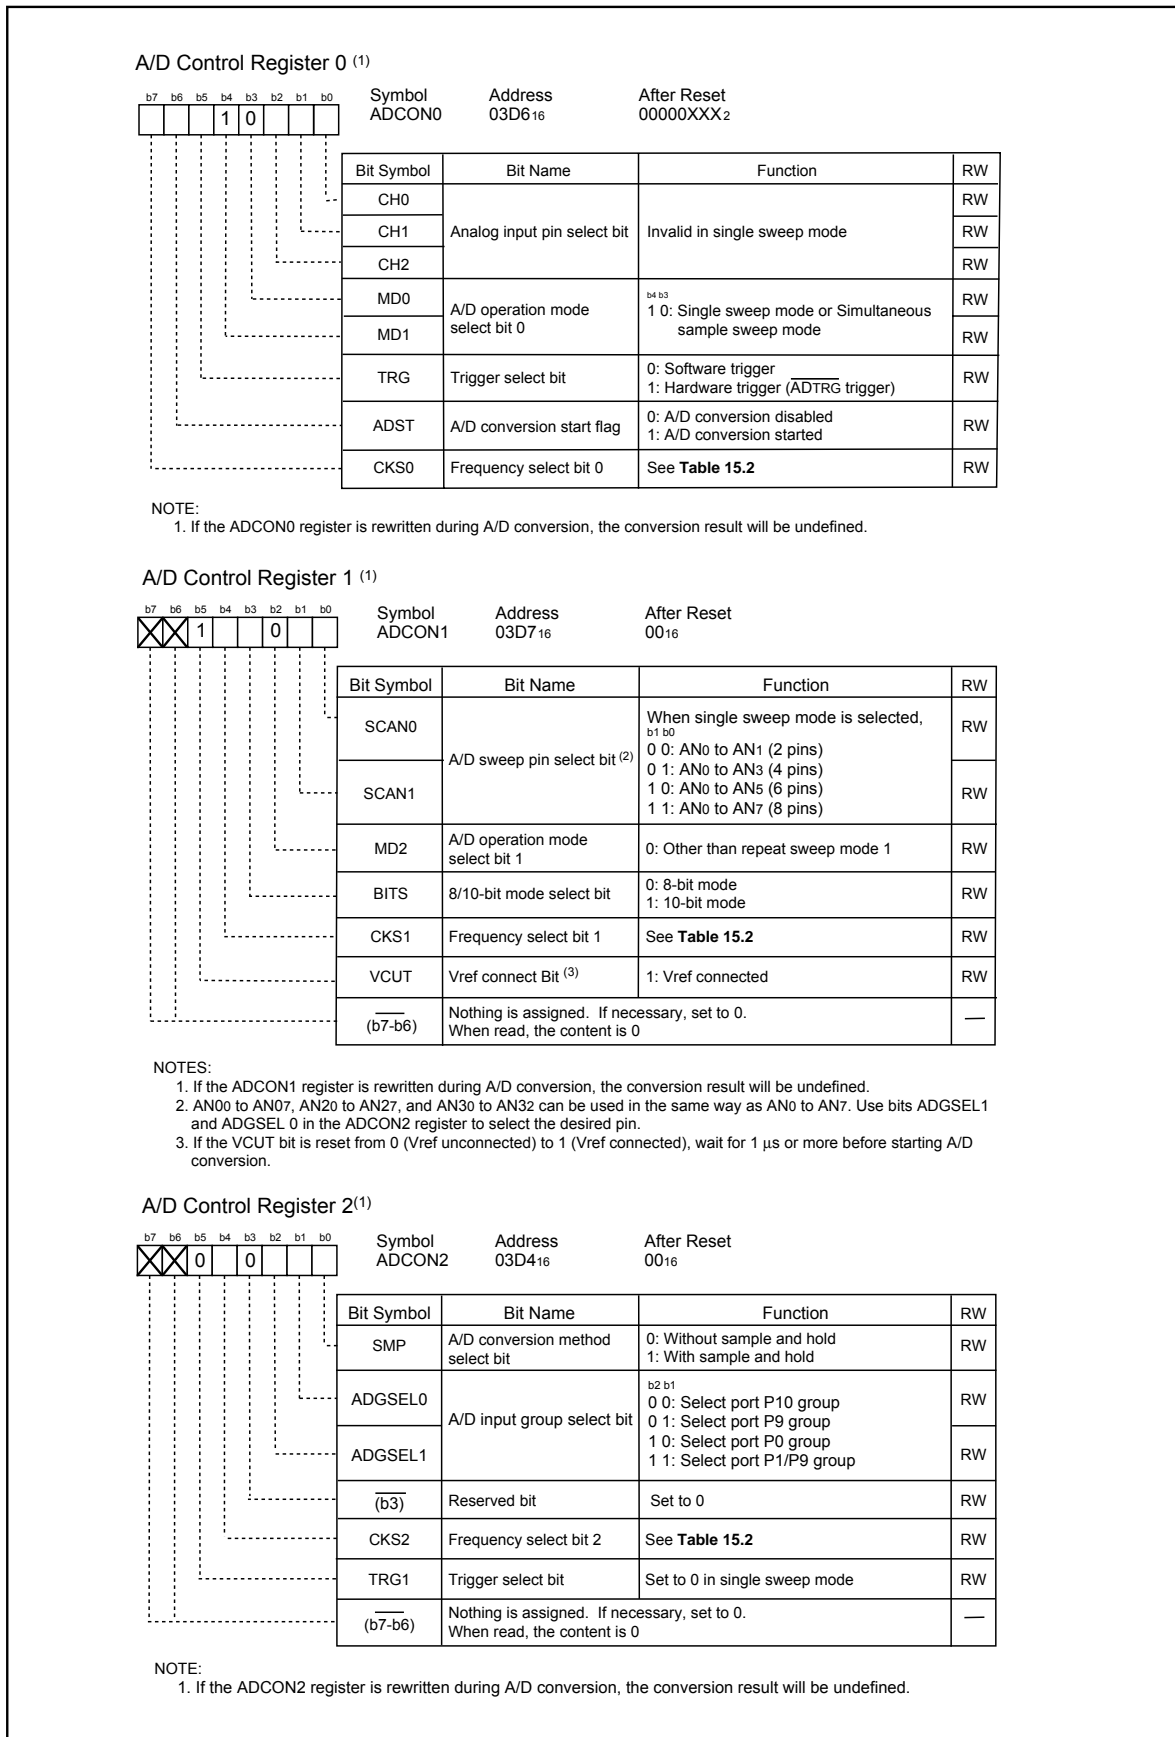 A/D Control Register 0 (1)
b7 b6 b5 b4 b3 b2 b1 b0
1 0
Symbol Address After Reset
ADCON0 03D616 00000XXX2
Bit Symbol Bit Name Function RW
CH0 RW
CH1 Analog input pin select bit Invalid in single sweep mode RW
CH2 RW
MD0 RW
A/D operation mode
select bit 0
b4 b3
1 0: Single sweep mode or Simultaneous
sample sweep mode
MD1 RW
TRG Trigger select bit 0: Software trigger RW
1: Hardware trigger (ADTRG trigger)
ADST A/D conversion start flag 0: A/D conversion disabled RW
1: A/D conversion started
CKS0 Frequency select bit 0 See Table 15.2 RW
NOTE:
1. If the ADCON0 register is rewritten during A/D conversion, the conversion result will be undefined.
A/D Control Register 1 (1)
b7 b6 b5 b4 b3 b2 b1 b0
1 0
Symbol Address After Reset
ADCON1 03D716 0016
Bit Symbol Bit Name Function RW
SCAN0 RW
A/D sweep pin select bit (2)
When single sweep mode is selected,
b1 b0
0 0: AN0 to AN1 (2 pins)
0 1: AN0 to AN3 (4 pins)
1 0: AN0 to AN5 (6 pins)
1 1: AN0 to AN7 (8 pins)
SCAN1 RW
MD2 A/D operation mode 0: Other than repeat sweep mode 1 RW
select bit 1
BITS 8/10-bit mode select bit 0: 8-bit mode RW
1: 10-bit mode
CKS1 Frequency select bit 1 See Table 15.2 RW
VCUT Vref connect Bit (3) 1: Vref connected RW
(b7-b6) Nothing is assigned. If necessary, set to 0. —
When read, the content is 0
NOTES:
1. If the ADCON1 register is rewritten during A/D conversion, the conversion result will be undefined.
2. AN00 to AN07, AN20 to AN27, and AN30 to AN32 can be used in the same way as AN0 to AN7. Use bits ADGSEL1
and ADGSEL 0 in the ADCON2 register to select the desired pin.
3. If the VCUT bit is reset from 0 (Vref unconnected) to 1 (Vref connected), wait for 1 μs or more before starting A/D
conversion.
A/D Control Register 2(1)
b7 b6 b5 b4 b3 b2 b1 b0
0 0
Symbol Address After Reset
ADCON2 03D416 0016
Bit Symbol Bit Name Function RW
SMP A/D conversion method 0: Without sample and hold RW
select bit 1: With sample and hold
ADGSEL0 RW
A/D input group select bit
b2 b1
0 0: Select port P10 group
0 1: Select port P9 group
1 0: Select port P0 group
1 1: Select port P1/P9 group
ADGSEL1 RW
(b3) Reserved bit Set to 0 RW
CKS2 Frequency select bit 2 See Table 15.2 RW
TRG1 Trigger select bit Set to 0 in single sweep mode RW
(b7-b6) Nothing is assigned. If necessary, set to 0. —
When read, the content is 0
NOTE:
1. If the ADCON2 register is rewritten during A/D conversion, the conversion result will be undefined.